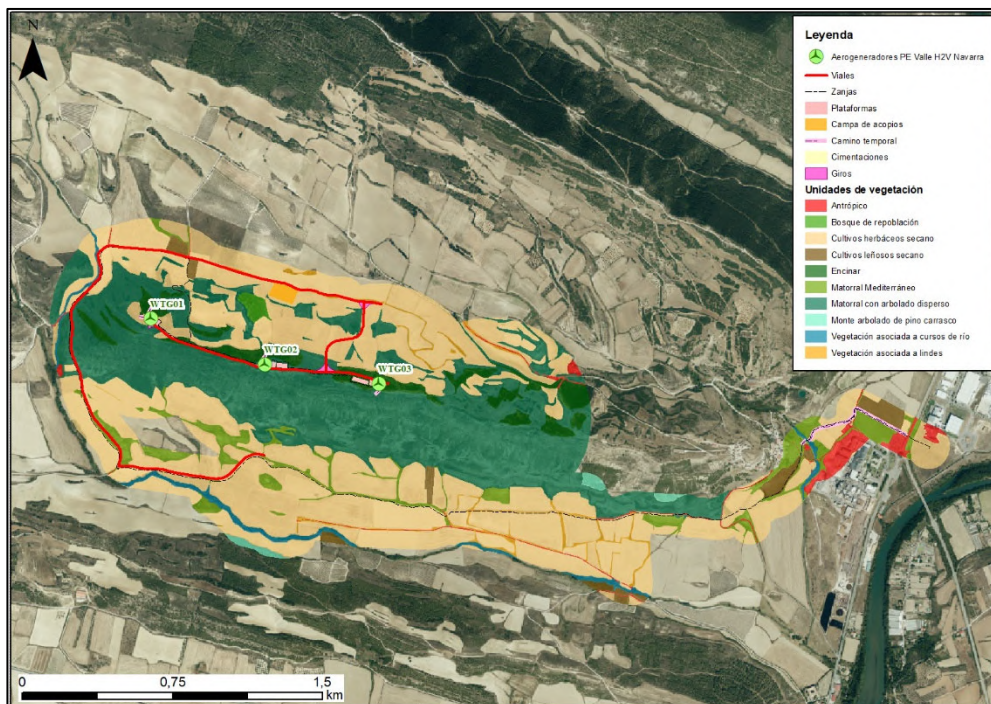 N
Leyenda
Aerogeneradores PE Valle H2V Navarra
Viales
Zanjas
Plataformas
Campa de acopios
Camino temporal
Cimentaciones
Giros
Unidades de vegetación
Antrópico
Bosque de repoblación
Cultivos herbáceos secano
Cultivos leñosos secano
Encinar
Matorral Mediterráneo
Matorral con arbolado disperso
Monte arbolado de pino carrasco
Vegetación asociada a cursos de río
Vegetación asociada a lindes
WTG01
WTG02
WTG03
0 0,75 1,5
km